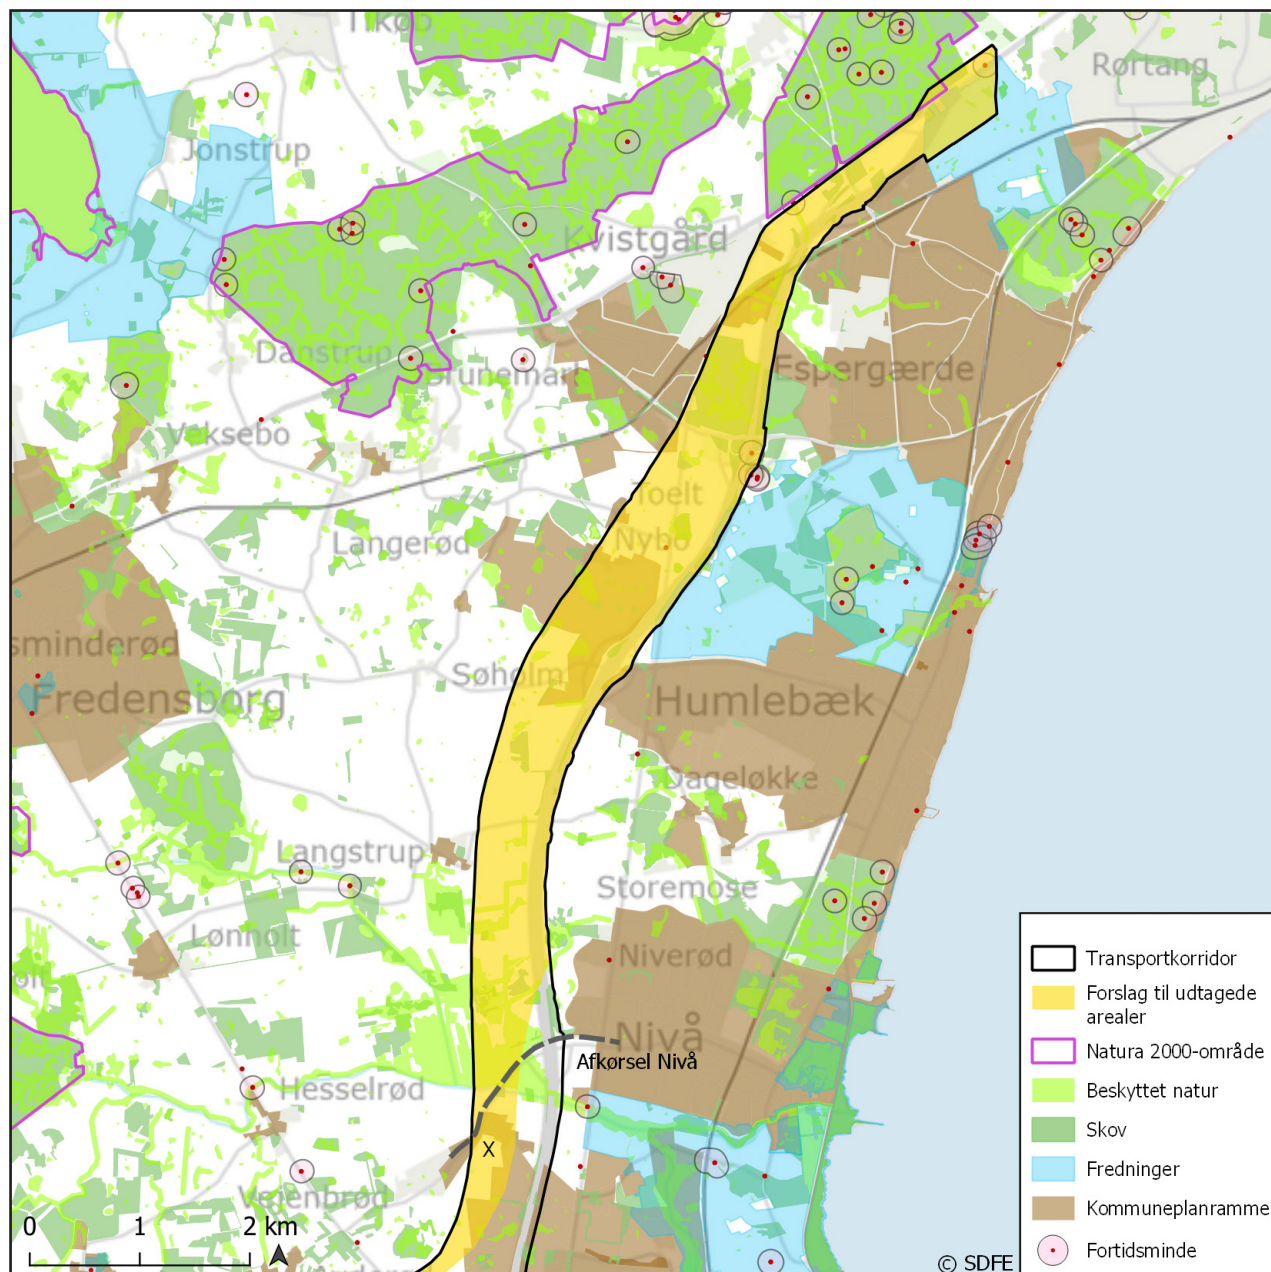 Tikøb
Rørtang
Jonstrup
Kvistgård
Danstrup
Munkemarl
Espergærde
Veksebo
Toelt
Langerød
Nybo
sminderød
Søholm
Fredensborg
Humlebæk
Dageløkke
Langstrup
Storemose
Lønholt
Niverød
Nivå
Afkørsel Nivå
Hesselrød
X
Vejenbrød
0 1 2 km
Transportkorridor
Forslag til udtagede
arealer
Natura 2000-område
Beskyttet natur
Skov
Fredninger
Kommuneplanramme
Fortidsminde
© SDFE